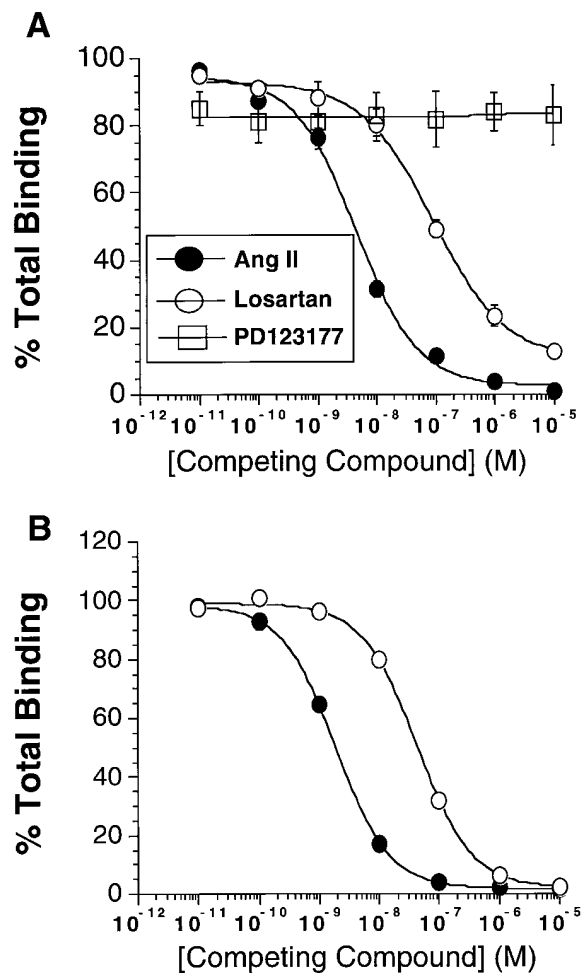 A
% Total Binding
100
80
60
40
20
0
Ang II
Losartan
PD123177
10-12 10-11 10-10 10-9 10-8 10-7 10-6 10-5
[Competing Compound] (M)
B
% Total Binding
120
100
80
60
40
20
0
10-12 10-11 10-10 10-9 10-8 10-7 10-6 10-5
[Competing Compound] (M)